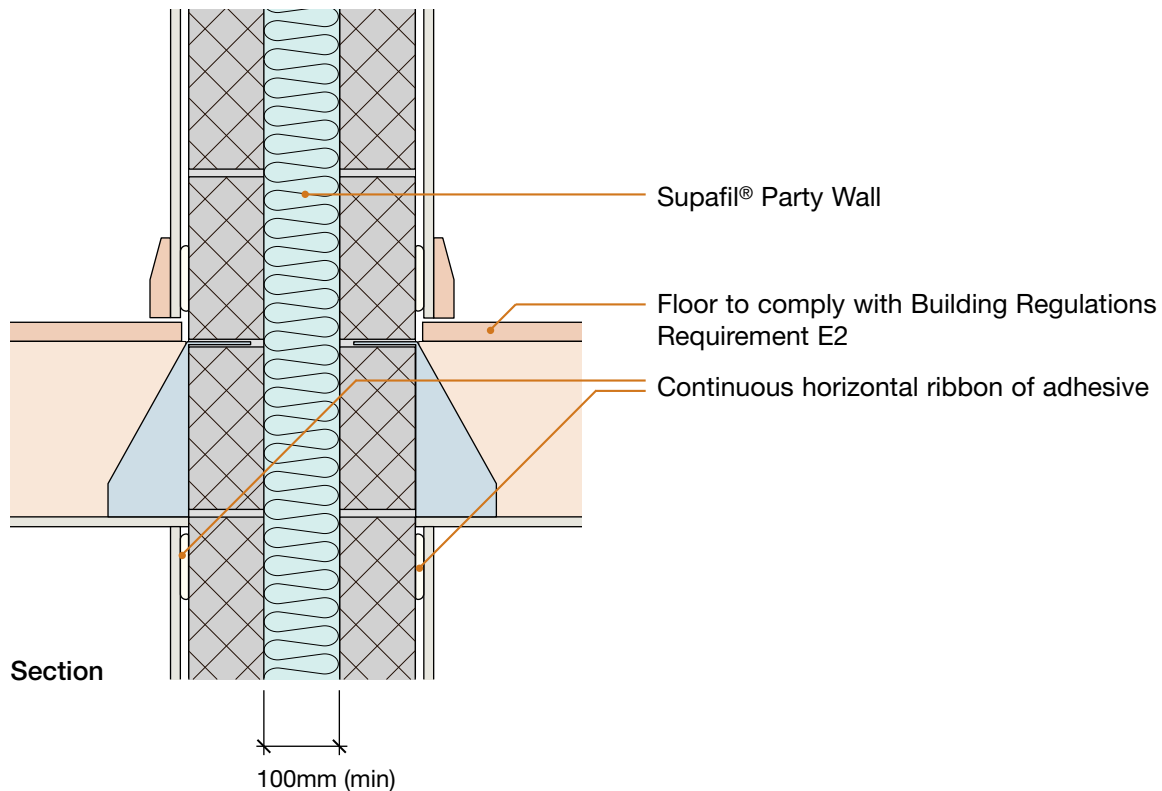 Supafil® Party Wall
Floor to comply with Building Regulations
Requirement E2
Continuous horizontal ribbon of adhesive
Section
100mm (min)